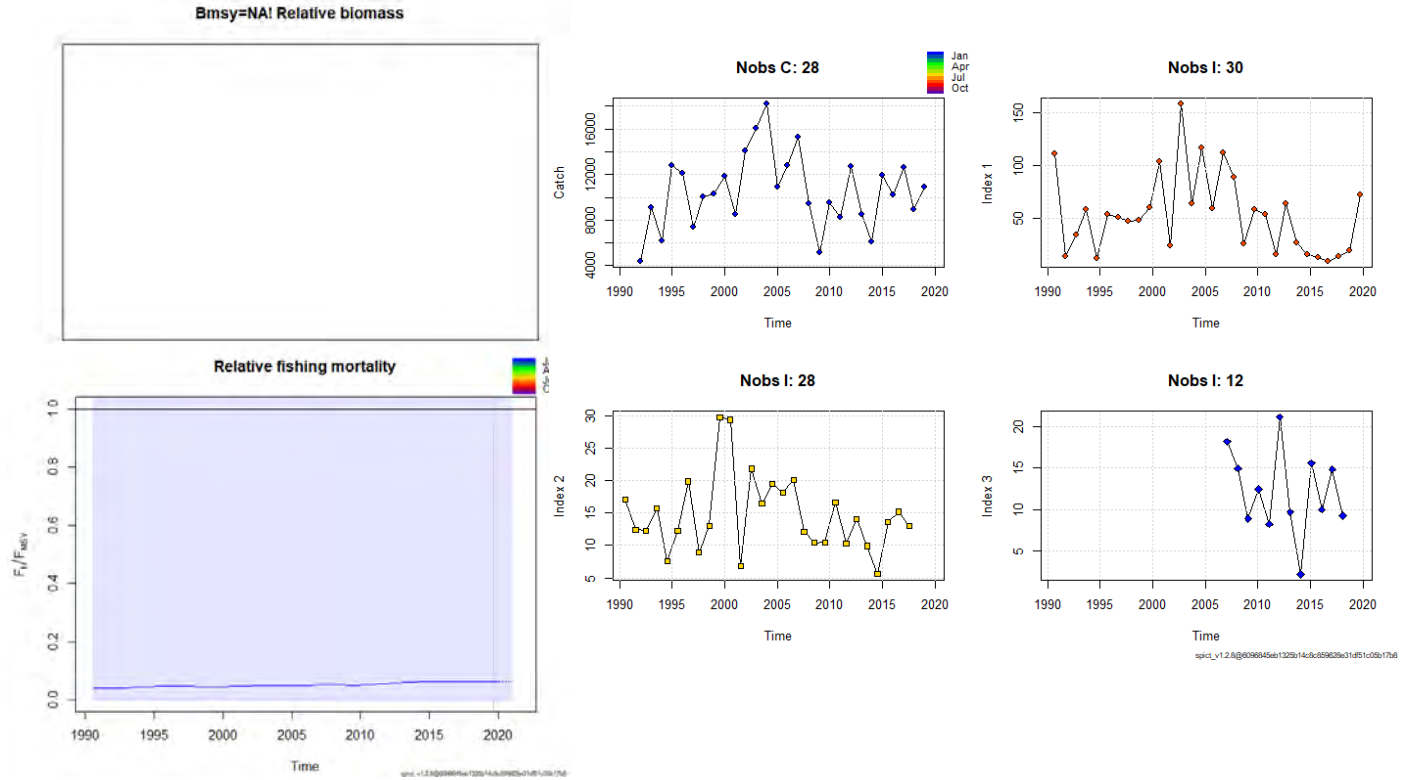 Bmsy=NA! Relative biomass
Nobs C: 28
Jan
Apr
Jul
Oct
Catch
4000
8000
12000
16000
1990 1995 2000 2005 2010 2015 2020
Time
Nobs I: 30
Index 1
50
100
150
1990 1995 2000 2005 2010 2015 2020
Time
Relative fishing mortality
Ft/FMSY
0.0
0.2
0.4
0.6
0.8
1.0
1990 1995 2000 2005 2010 2015 2020
Time
Nobs I: 28
Index 2
5
10
15
20
25
30
1990 1995 2000 2005 2010 2015 2020
Time
Nobs I: 12
Index 3
5
10
15
20
1990 1995 2000 2005 2010 2015 2020
Time